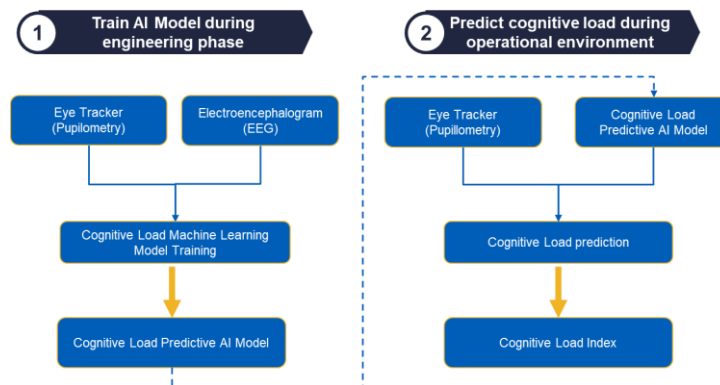 1
Train AI Model during
engineering phase
2
Predict cognitive load during
operational environment
Eye Tracker
(Pupilometry)
Electroencephalogram
(EEG)
Eye Tracker
(Pupillometry)
Cognitive Load
Predictive AI Model
Cognitive Load Machine Learning
Model Training
Cognitive Load prediction
Cognitive Load Predictive AI Model
Cognitive Load Index